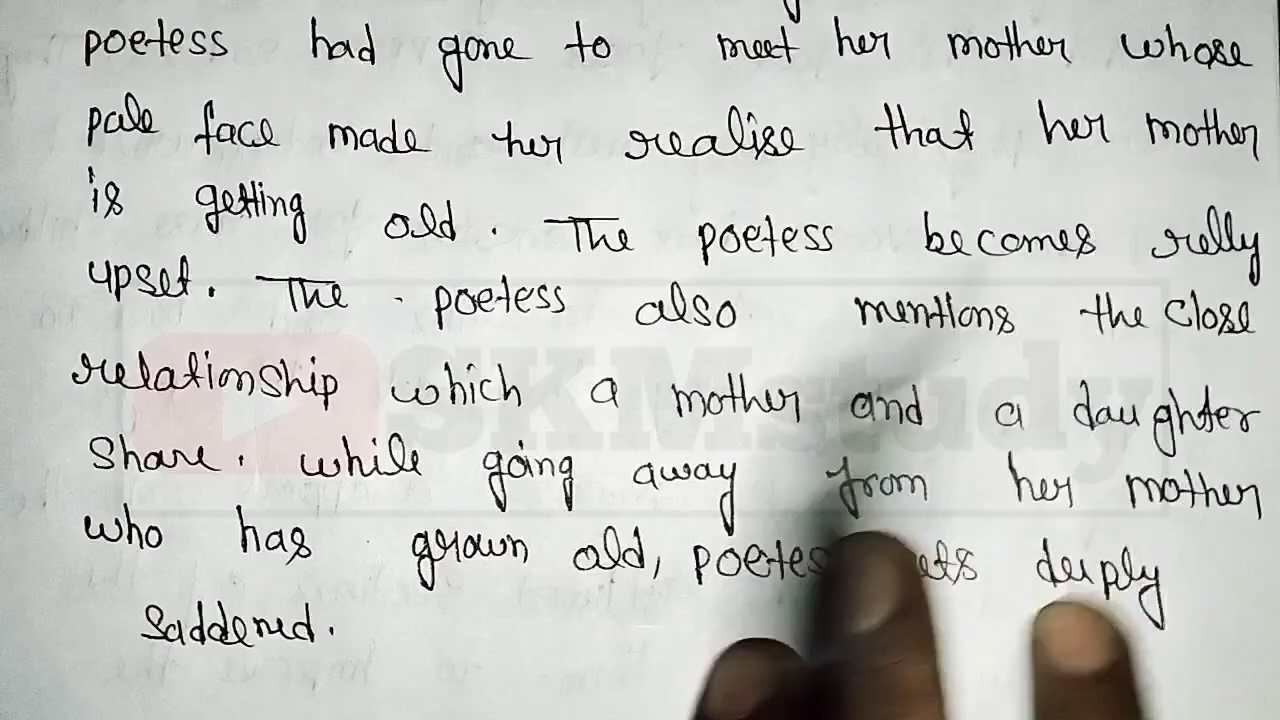 poetess had gone to meet her mother whose
pale face made her realise that her mother
is getting old. The poetess becomes relly
upset. The poetess also mentions the close
relationship which a mother and a daughter
share. while going away from her mother
who has grown old, deeply
saddened.
SKMstudy